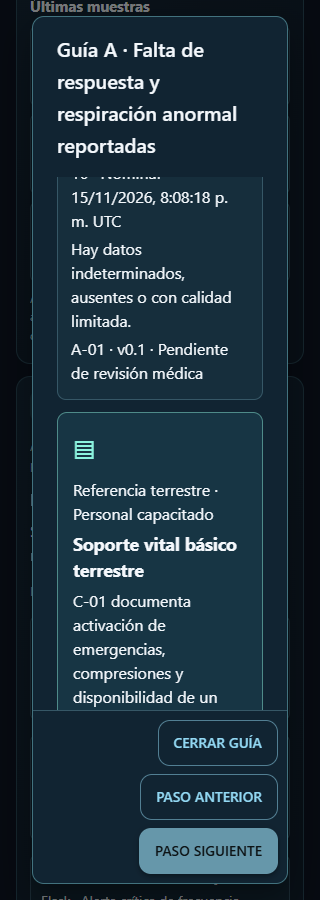 Últimas muestras
Guía A · Falta de
respuesta y
respiración anormal
reportadas
15/11/2026, 8:08:18 p.
m. UTC
Hay datos
indeterminados,
ausentes o con calidad
limitada.
A-01 · v0.1 · Pendiente
de revisión médica
Referencia terrestre ·
Personal capacitado
Soporte vital básico
terrestre
C-01 documenta
activación de
emergencias,
compresiones y
disponibilidad de un
CERRAR GUÍA
PASO ANTERIOR
PASO SIGUIENTE